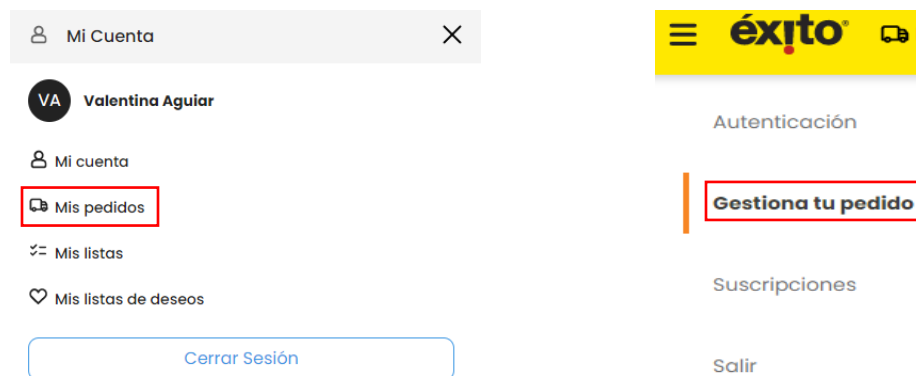 Mi Cuenta
VA Valentina Aguiar
Mi cuenta
Mis pedidos
Mis listas
Mis listas de deseos
Cerrar Sesión
éxito
Autenticación
Gestiona tu pedido
Suscripciones
Salir